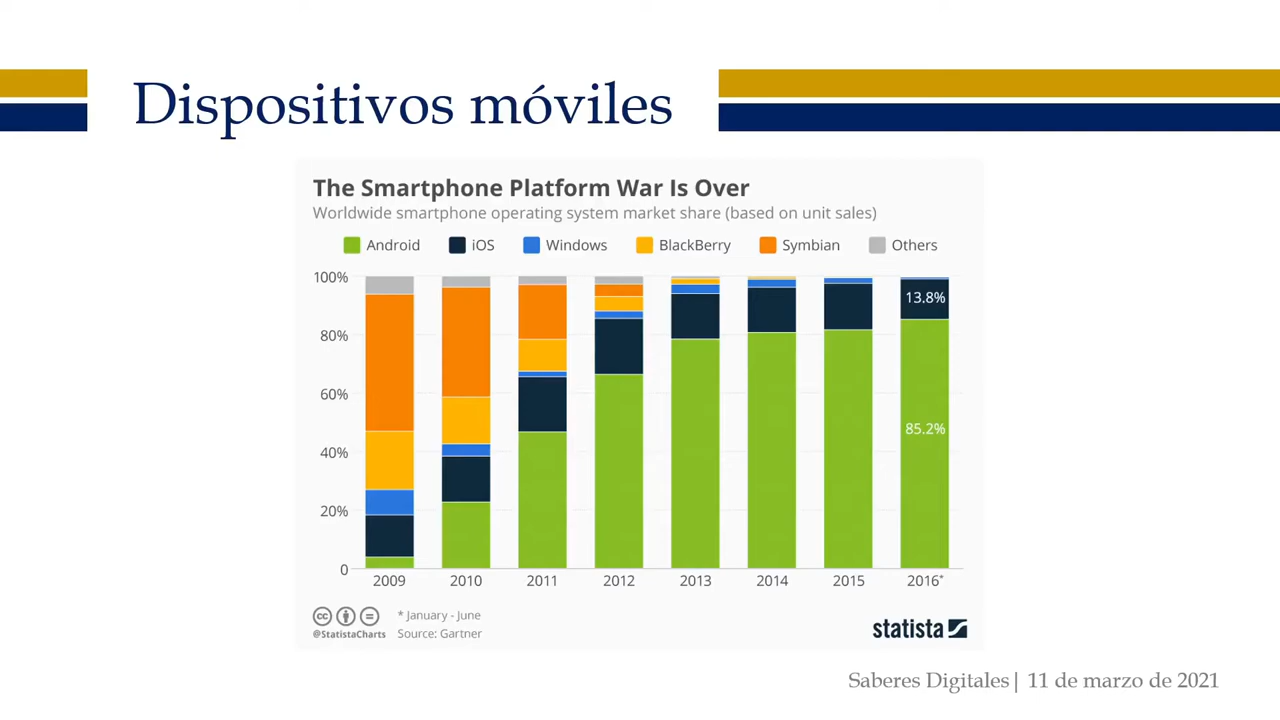 Dispositivos móviles
The Smartphone Platform War Is Over
Worldwide smartphone operating system market share (based on unit sales)
Android iOS Windows BlackBerry Symbian Others
100%
13.8%
80%
60%
85.2%
40%
20%
0
2009 2010 2011 2012 2013 2014 2015 2016*
* January - June
@StatistaCharts Source: Gartner
statista
Saberes Digitales| 11 de marzo de 2021